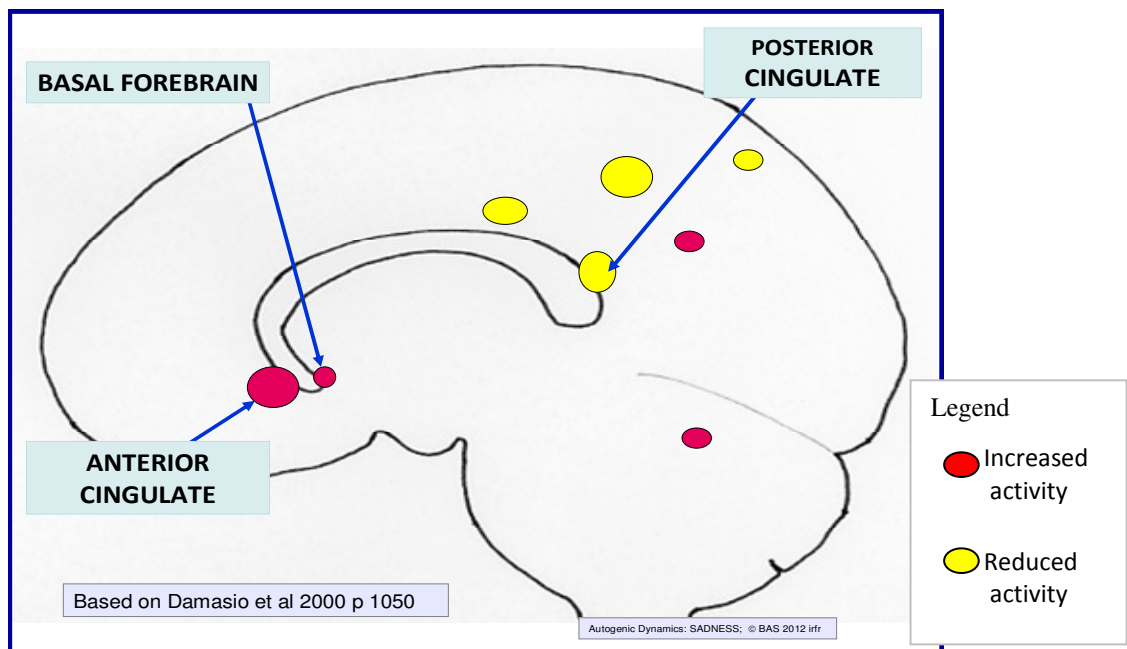 BASAL FOREBRAIN
POSTERIOR
CINGULATE
ANTERIOR
CINGULATE
Legend
Increased
activity
Reduced
activity
Based on Damasio et al 2000 p 1050
Autogenic Dynamics: SADNESS; © BAS 2012 irfr